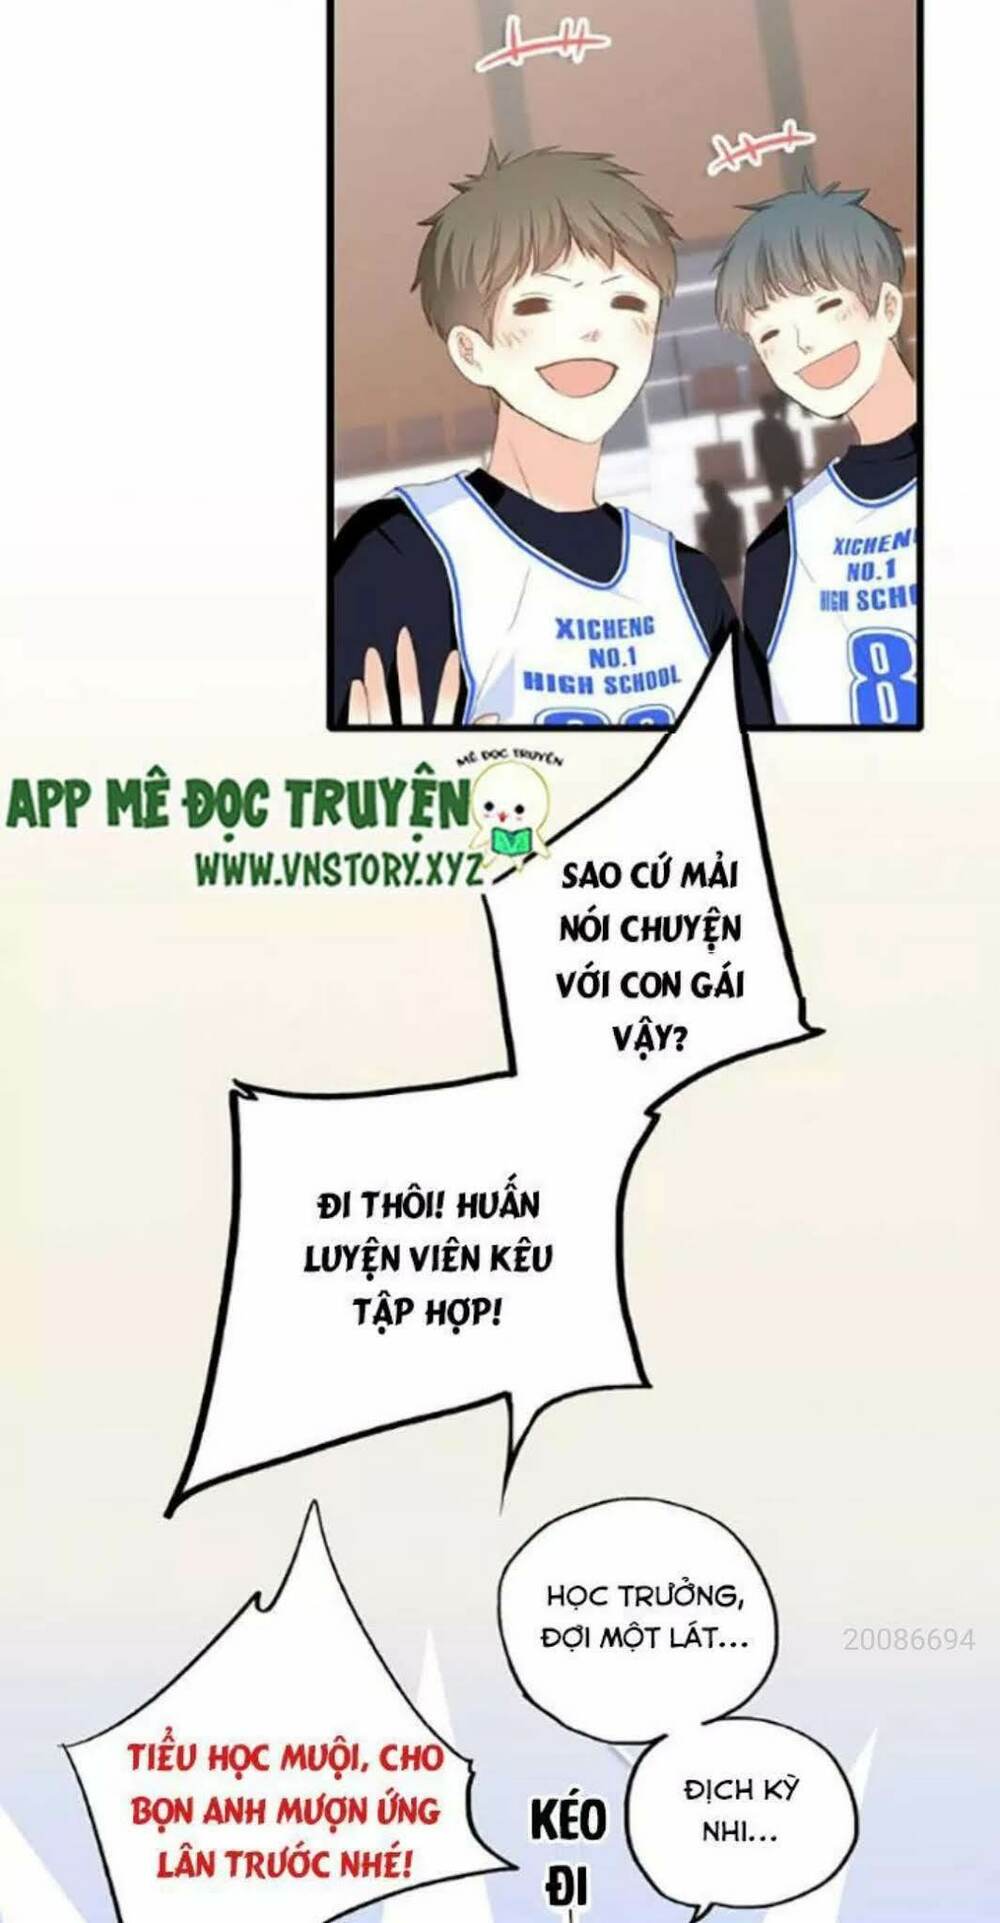 XICHENG
NO.1
HIGH SCHOOL
XICHEN
NO.1
HIGH SCH
8
MÊ ĐỌC TRUYỆN
APP MÊ ĐỌC TRUYỆN
WWW.VNSTORY.XYZ
SAO CỨ MẢI
NÓI CHUYỆN
VỚI CON GÁI
VẬY?
ĐI THÔI! HUẤN
LUYỆN VIÊN KÊU
TẬP HỢP!
HỌC TRƯỞNG,
ĐỢI MỘT LÁT...
20086694
TIỂU HỌC MUỘI, CHO
BỌN ANH MƯỢN ỨNG
LÂN TRƯỚC NHÉ!
KÉO
ĐI
ĐỊCH KỲ
NHI...